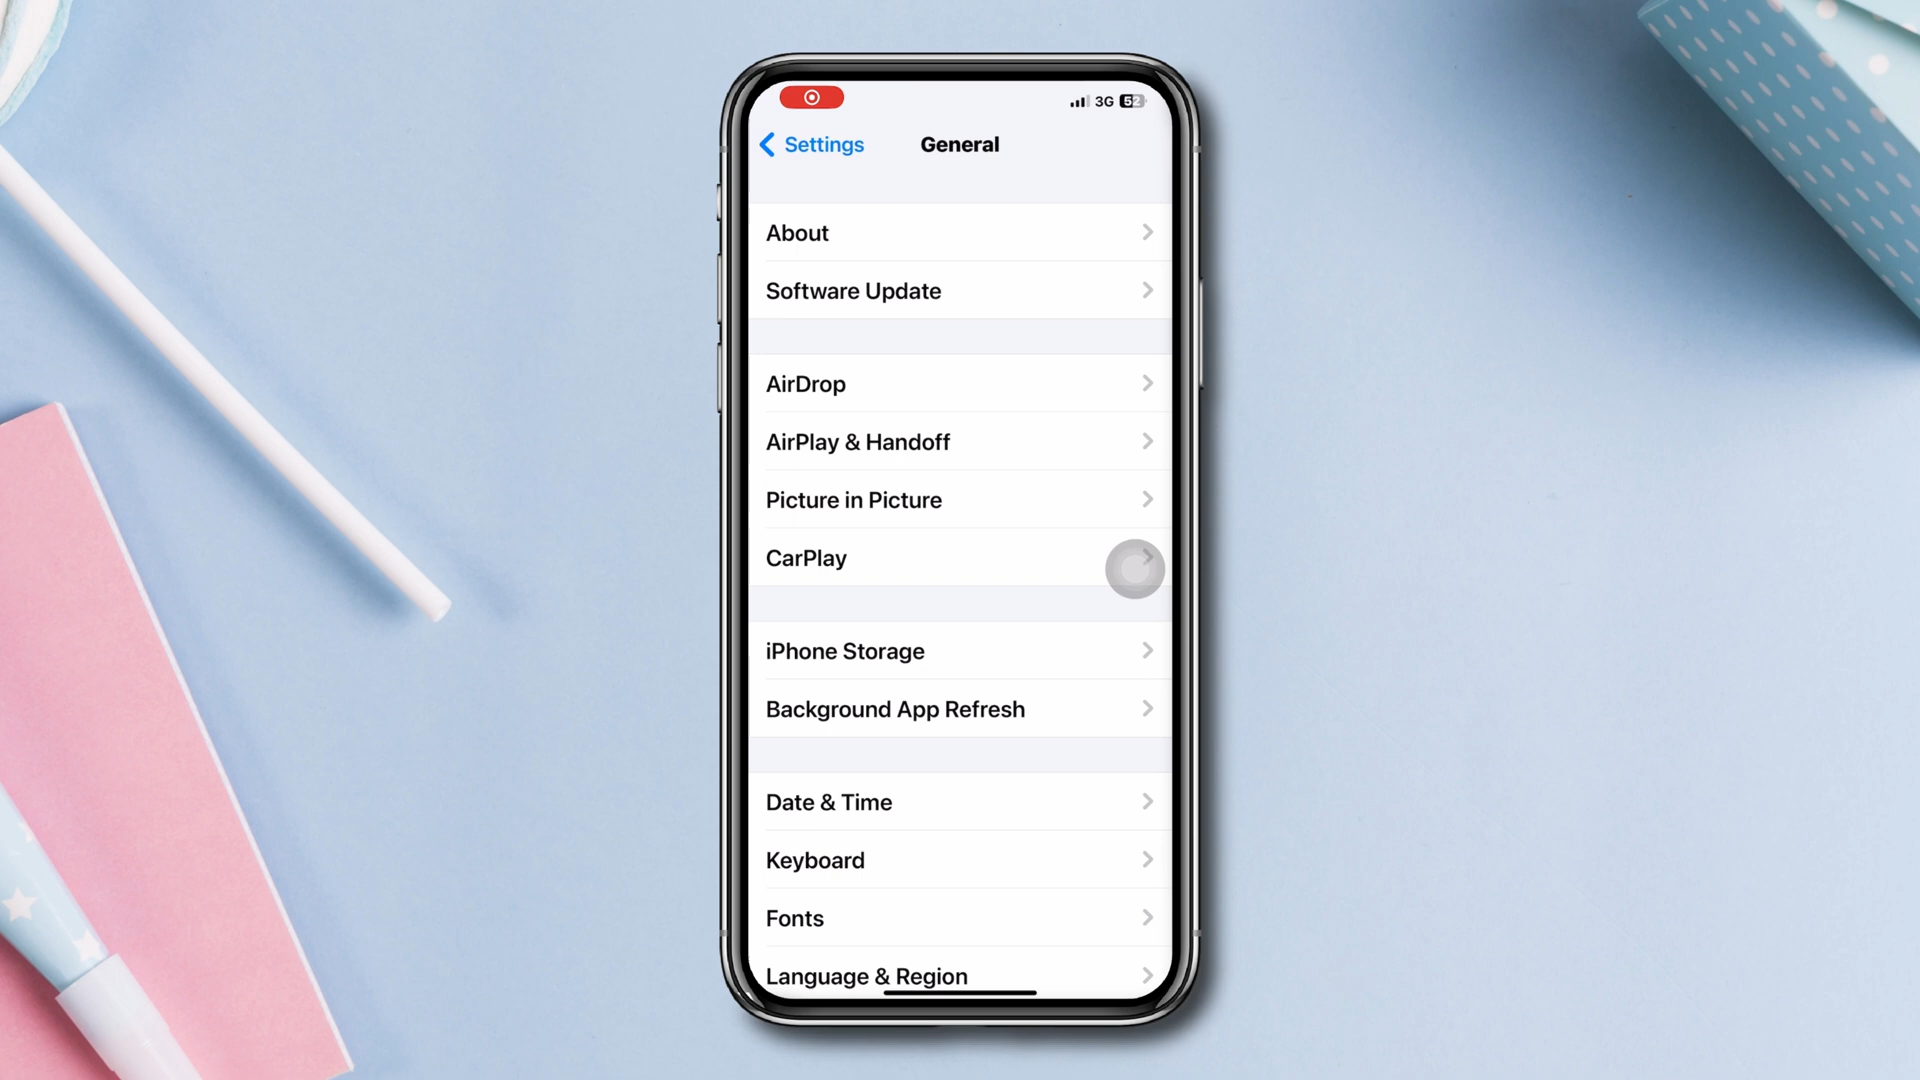 3G 52
Settings General
About
Software Update
AirDrop
AirPlay & Handoff
Picture in Picture
CarPlay
iPhone Storage
Background App Refresh
Date & Time
Keyboard
Fonts
Language & Region